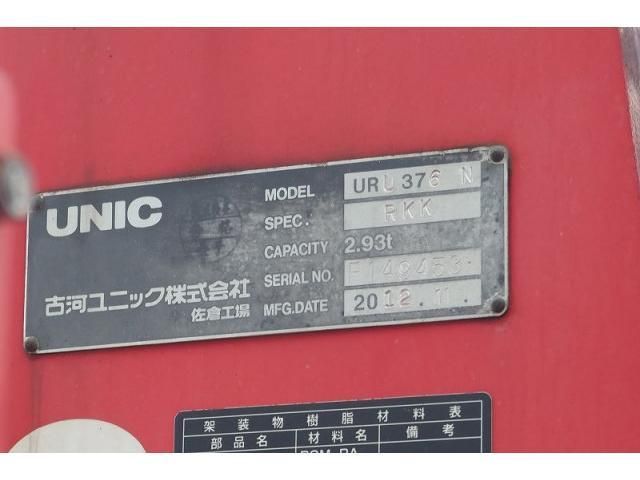 UNIC
MODEL URU376 N
SPEC. RKK
CAPACITY 2.93t
SERIAL NO.
MFG.DATE 2012.11.
古河ユニック株式会社
佐倉工場
架装物樹脂材料表
部品名 材料名 備考